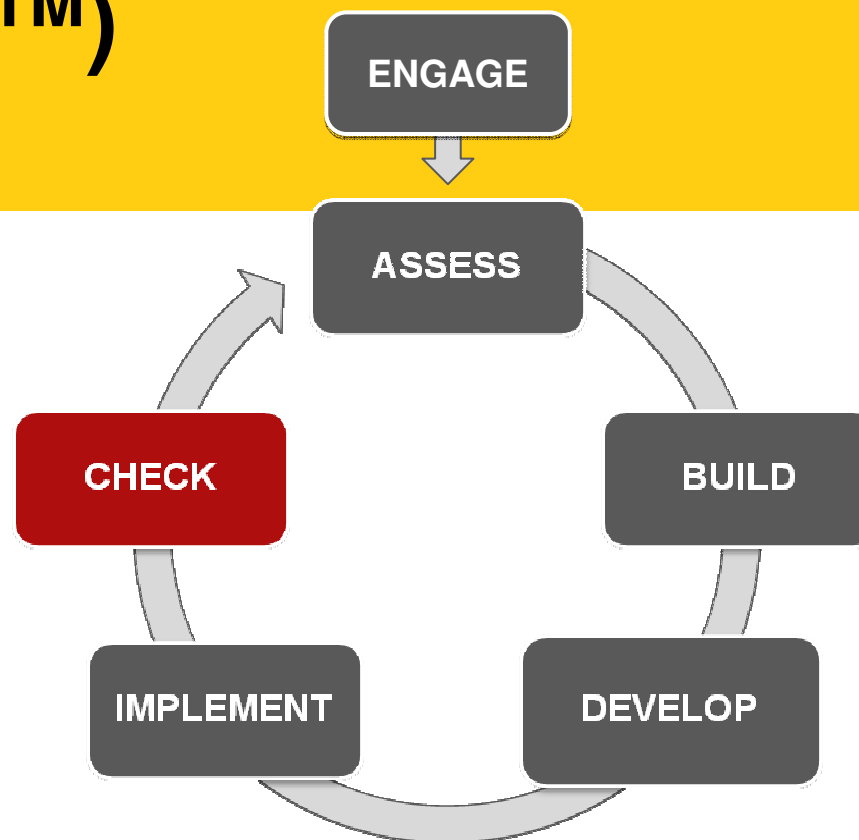 TM)
ENGAGE
ASSESS
CHECK
BUILD
IMPLEMENT
DEVELOP